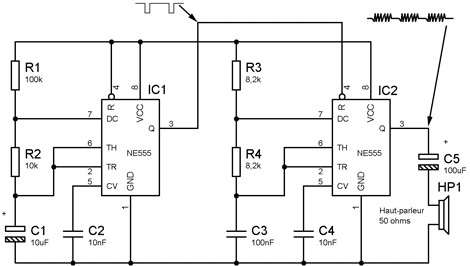 R1
100k
4
8
IC1
R
VCC
7
DC
Q
3
R2
10k
6
TH
NE555
2
TR
5
CV
GND
1
+
C1
10uF
C2
10nF
R3
8,2k
4
8
IC2
R
VCC
7
DC
Q
3
R4
8,2k
6
TH
NE555
2
TR
5
CV
GND
1
C3
100nF
C4
10nF
+
C5
100uF
HP1
Haut-parleur
50 ohms